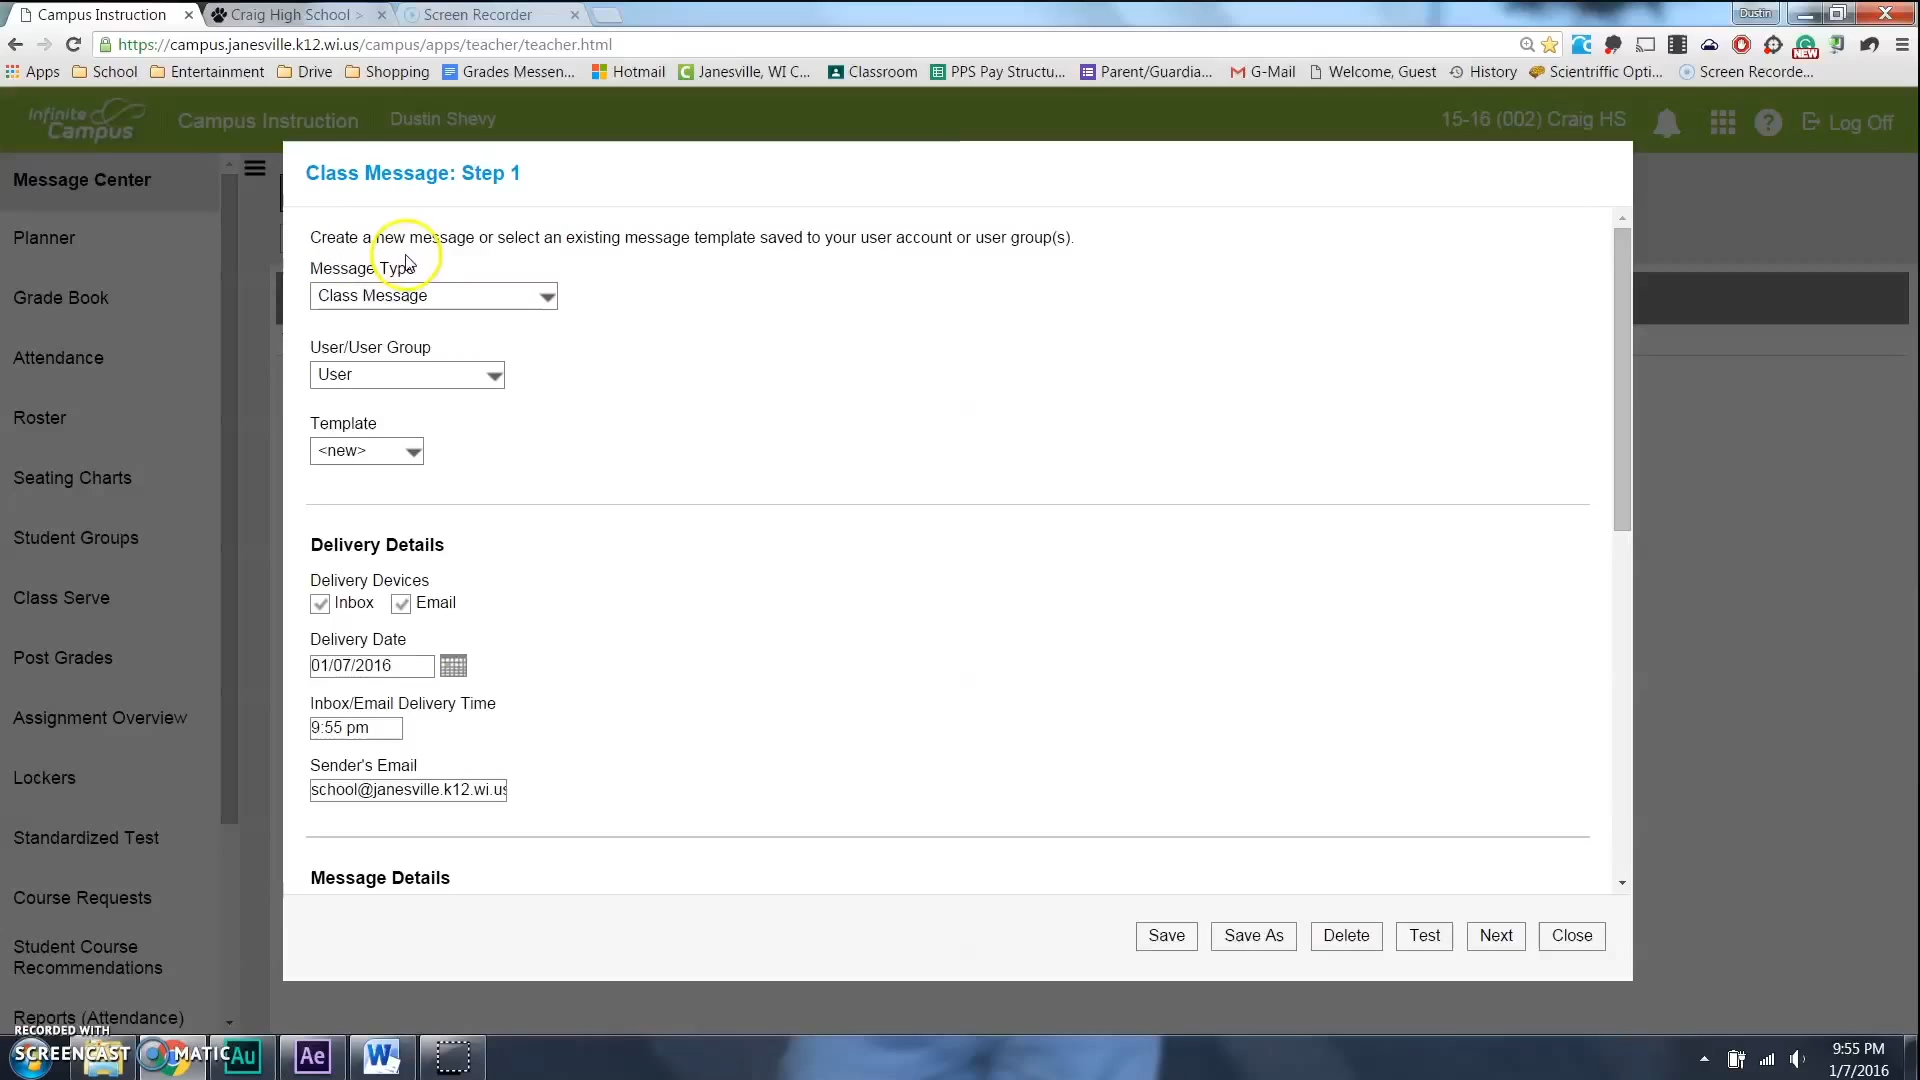 Campus Instruction
Craig High School >
Screen Recorder
Dustin
https://campus.janesville.k12.wi.us/campus/apps/teacher/teacher.html
Apps School Entertainment Drive Shopping Grades Messen... Hotmail Janesville, WI C... Classroom PPS Pay Structu... Parent/Guardia... G-Mail Welcome, Guest History Scientriffic Opti... Screen Recorde...
NEW
Infinite Campus
Campus Instruction
Dustin Shevy
15-16 (002) Craig HS
Log Off
Message Center
Planner
Grade Book
Attendance
Roster
Seating Charts
Student Groups
Class Serve
Post Grades
Assignment Overview
Lockers
Standardized Test
Course Requests
Student Course
Recommendations
Reports (Attendance)
Class Message: Step 1
Create a new message or select an existing message template saved to your user account or user group(s).
Message Type
Class Message
User/User Group
User
Template
<new>
Delivery Details
Delivery Devices
Inbox Email
Delivery Date
01/07/2016
Inbox/Email Delivery Time
9:55 pm
Sender's Email
school@janesville.k12.wi.us
Message Details
Save Save As Delete Test Next Close
RECORDED WITH
SCREENCAST MATIC
Au
Ae
W
9:55 PM
1/7/2016